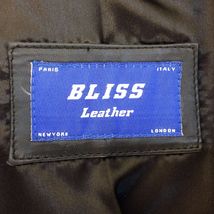 PARIS ITALY
BLISS
Leather
NEWYORK LONDON